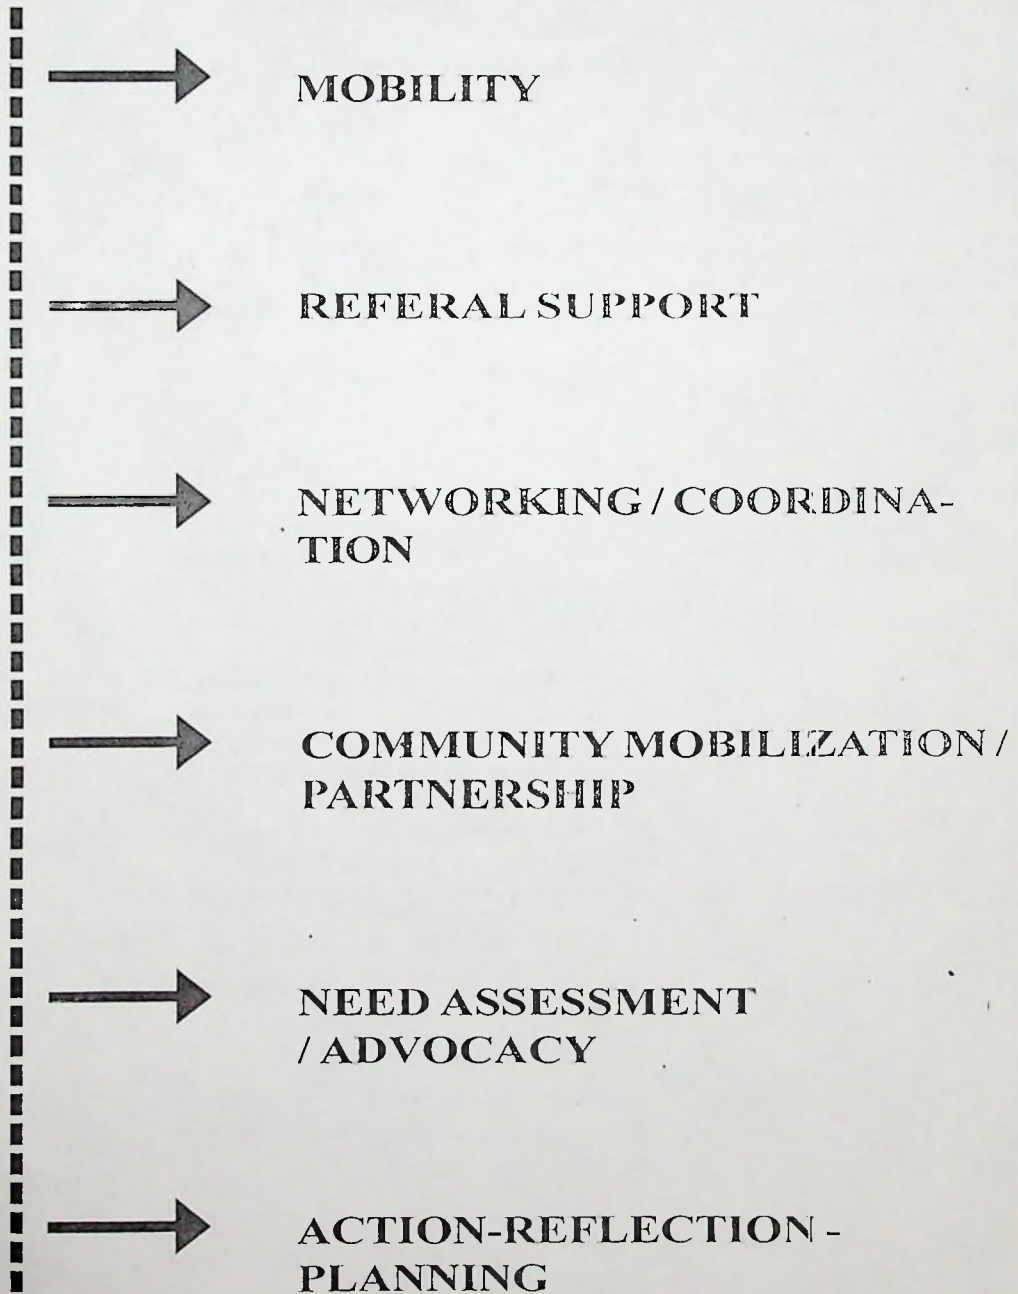 MOBILITY
REFERAL SUPPORT
NETWORKING / COORDINA-
TION
COMMUNITY MOBILIZATION /
PARTNERSHIP
NEED ASSESSMENT
/ ADVOCACY
ACTION-REFLECTION -
PLANNING